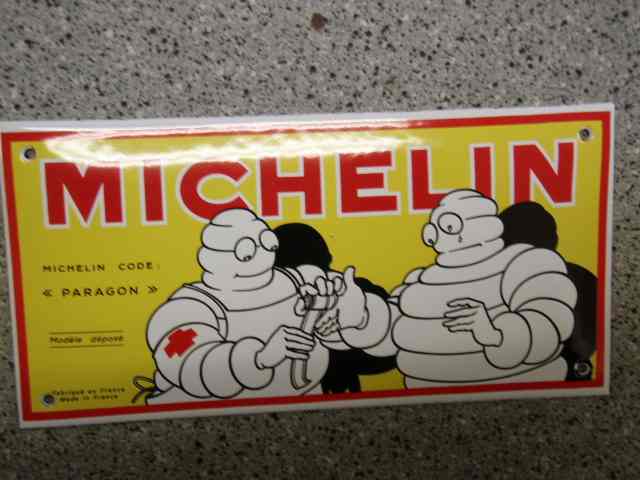 MICHELIN
MICHELIN CODE:
« PARAGON »
Modèle déposé
Fabriqué en France
Made in France